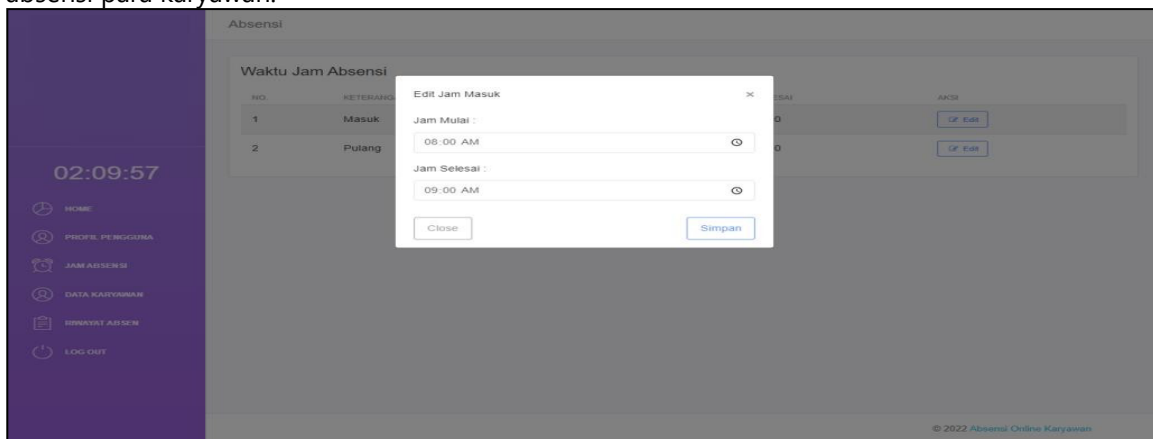 absensi para karyawan.
Absensi
Waktu Jam Absensi
NO. KETERANG ESAI AKSI
1 Masuk 0 Edit
2 Pulang 0 Edit
Edit Jam Masuk ×
Jam Mulai :
08:00 AM
Jam Selesai :
09:00 AM
Close Simpan
02:09:57
HOME
PROFIL PENGGUNA
JAM ABSENSI
DATA KARYAWAN
RIWAYAT ABSEN
LOG OUT
© 2022 Absensi Online Karyawan